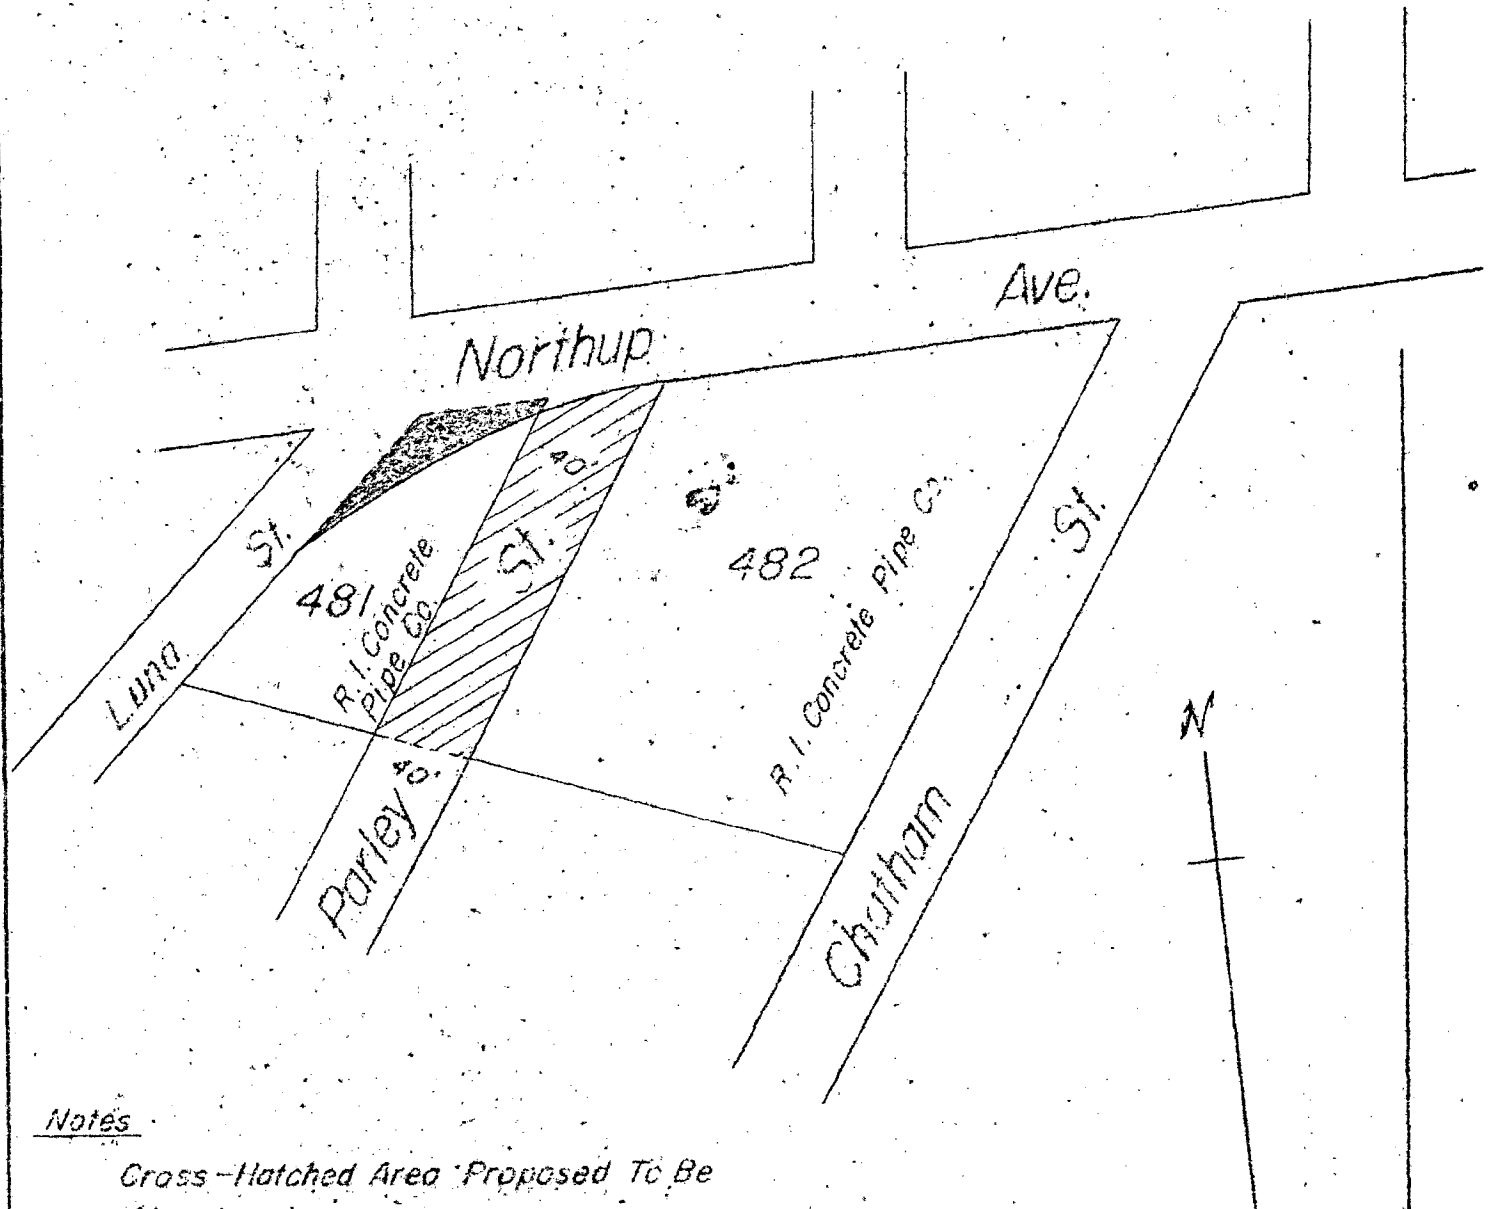 Ave.
Northup
40'
St.
482
St.
St.
481
R. I. Concrete
Pipe Co.
R. I. Concrete Pipe Co.
Luna
N
40'
Parley
Chatham
Notes
Cross-Hatched Area Proposed To Be